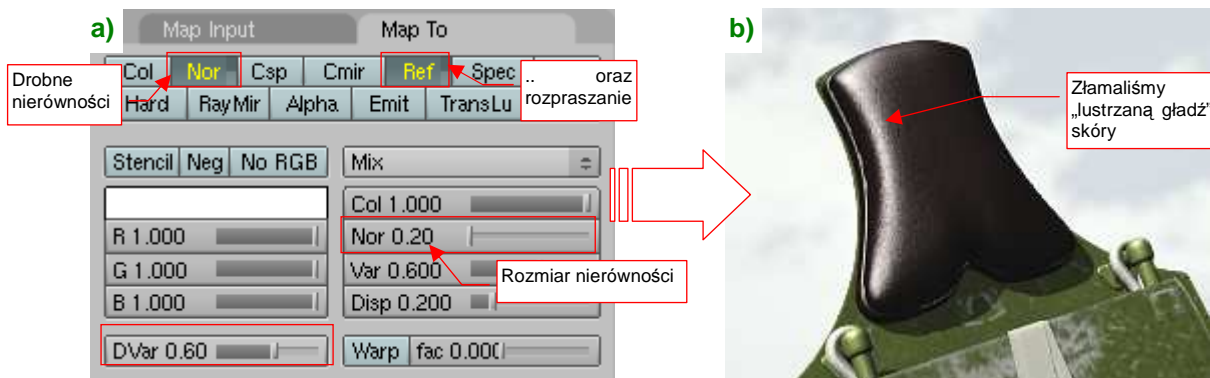 a)
Map Input Map To
Col Nor Csp Cmir Ref Spec
Hard RayMir Alpha Emit TransLu
Drobne
nierówności
.. oraz
rozpraszanie
Stencil Neg No RGB
Mix
Col 1.000
R 1.000
Nor 0.20
G 1.000
Var 0.600
B 1.000
Disp 0.200
Rozmiar nierówności
DVar 0.60
Warp fac 0.000
b)
Złamaliśmy
„lustrzaną gładź”
skóry